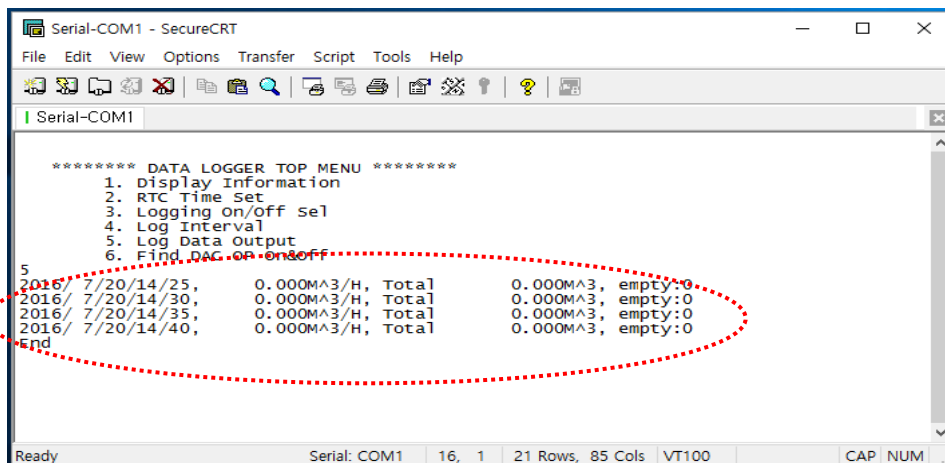 Serial-COM1 - SecureCRT
File Edit View Options Transfer Script Tools Help
Serial-COM1
******** DATA LOGGER TOP MENU ********
1. Display Information
2. RTC Time Set
3. Logging On/Off Sel
4. Log Interval
5. Log Data Output
6. Find DAC OP On&Off
5
2016/ 7/20/14/25, 0.000M^3/H, Total 0.000M^3, empty:0
2016/ 7/20/14/30, 0.000M^3/H, Total 0.000M^3, empty:0
2016/ 7/20/14/35, 0.000M^3/H, Total 0.000M^3, empty:0
2016/ 7/20/14/40, 0.000M^3/H, Total 0.000M^3, empty:0
End
Ready Serial: COM1 16, 1 21 Rows, 85 Cols VT100 CAP NUM